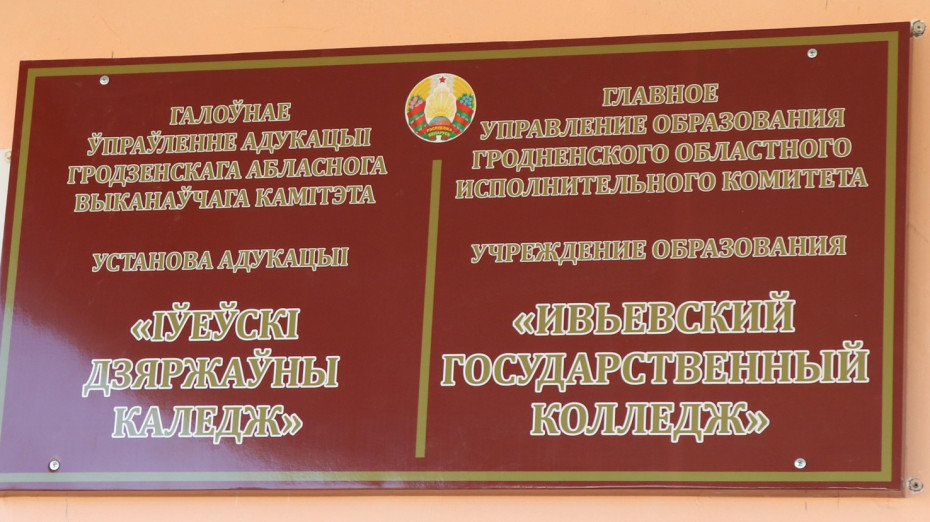 ГАЛОЎНАЕ
ЎПРАЎЛЕННЕ АДУКАЦЫІ
ГРОДЗЕНСКАГА АБЛАСНОГА
ВЫКАНАЎЧАГА КАМІТЭТА
УСТАНОВА АДУКАЦЫІ
«ІЎЕЎСКІ
ДЗЯРЖАЎНЫ
КАЛЕДЖ»
ГЛАВНОЕ
УПРАВЛЕНИЕ ОБРАЗОВАНИЯ
ГРОДНЕНСКОГО ОБЛАСТНОГО
ИСПОЛНИТЕЛЬНОГО КОМИТЕТА
УЧРЕЖДЕНИЕ ОБРАЗОВАНИЯ
«ИВЬЕВСКИЙ
ГОСУДАРСТВЕННЫЙ
КОЛЛЕДЖ»